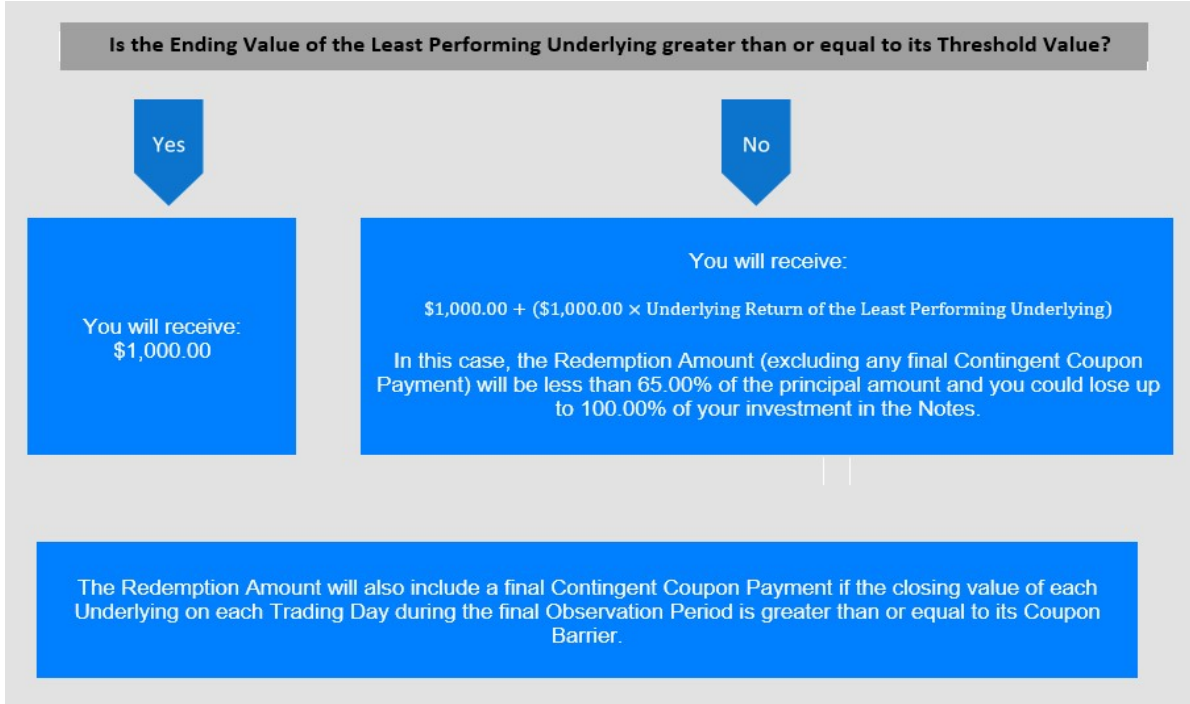 Is the Ending Value of the Least Performing Underlying greater than or equal to its Threshold Value?
Yes
No
You will receive:
$1,000.00
You will receive:
$1,000.00 + ($1,000.00 × Underlying Return of the Least Performing Underlying)
In this case, the Redemption Amount (excluding any final Contingent Coupon
Payment) will be less than 65.00% of the principal amount and you could lose up
to 100.00% of your investment in the Notes.
The Redemption Amount will also include a final Contingent Coupon Payment if the closing value of each
Underlying on each Trading Day during the final Observation Period is greater than or equal to its Coupon
Barrier.